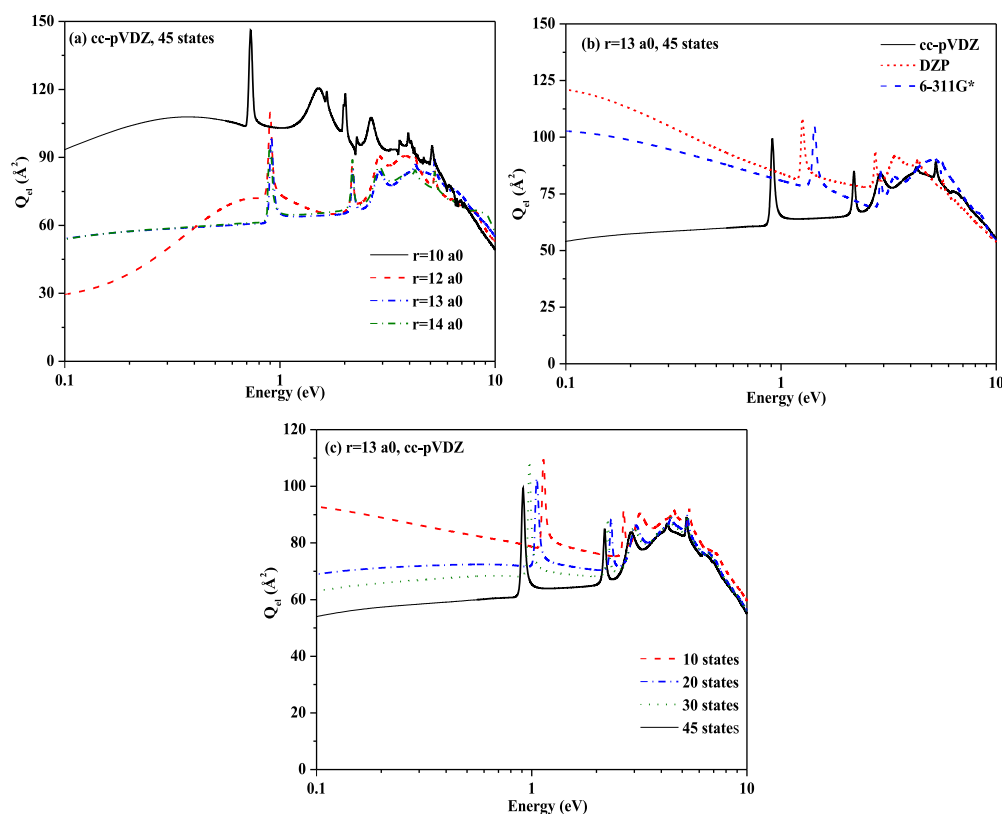 (a) cc-pVDZ, 45 states
150
120
90
60
30
0
Q_el (Å²)
0.1
1
10
Energy (eV)
r=10 a0
r=12 a0
r=13 a0
r=14 a0
(b) r=13 a0, 45 states
150
125
100
75
50
25
0
Q_el (Å²)
0.1
1
10
Energy (eV)
cc-pVDZ
DZP
6-311G*
(c) r=13 a0, cc-pVDZ
120
100
80
60
40
20
0
Q_el (Å²)
0.1
1
10
Energy (eV)
10 states
20 states
30 states
45 states